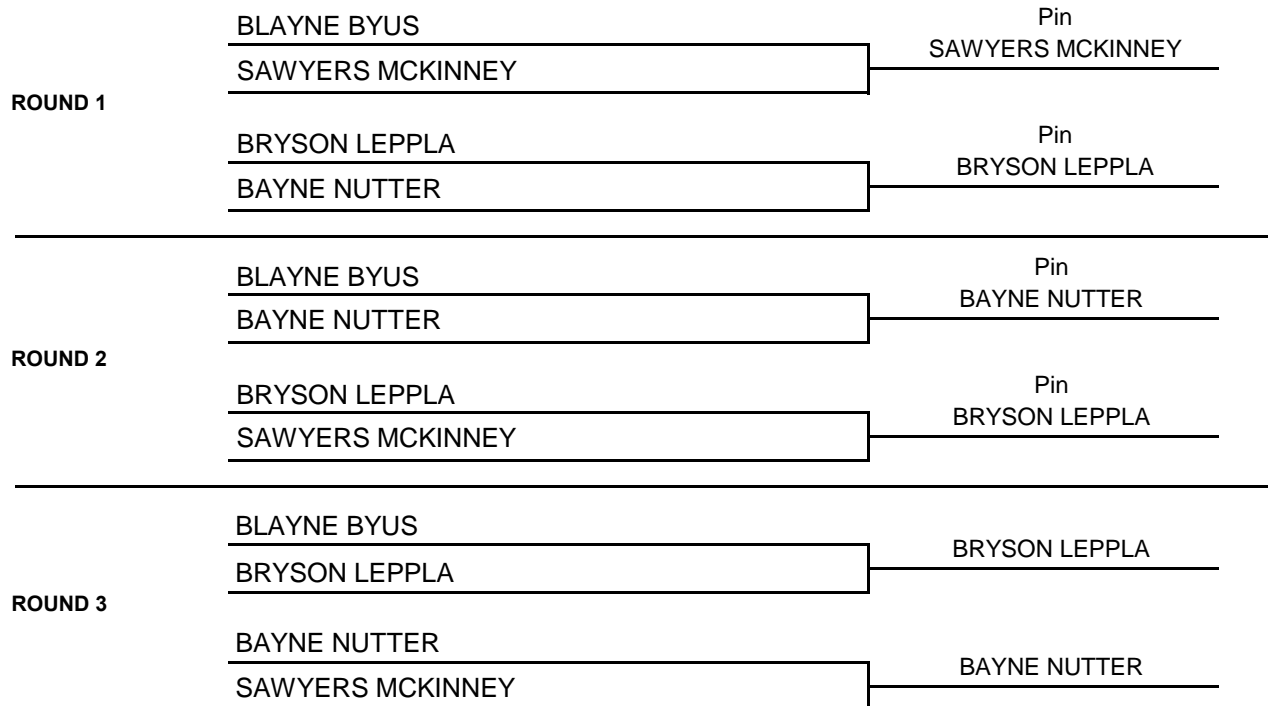 BLAYNE BYUS
Pin
SAWYERS MCKINNEY
SAWYERS MCKINNEY
ROUND 1
BRYSON LEPPLA
Pin
BRYSON LEPPLA
BAYNE NUTTER
BLAYNE BYUS
Pin
BAYNE NUTTER
BAYNE NUTTER
ROUND 2
BRYSON LEPPLA
Pin
BRYSON LEPPLA
SAWYERS MCKINNEY
BLAYNE BYUS
BRYSON LEPPLA
BRYSON LEPPLA
ROUND 3
BAYNE NUTTER
BAYNE NUTTER
SAWYERS MCKINNEY